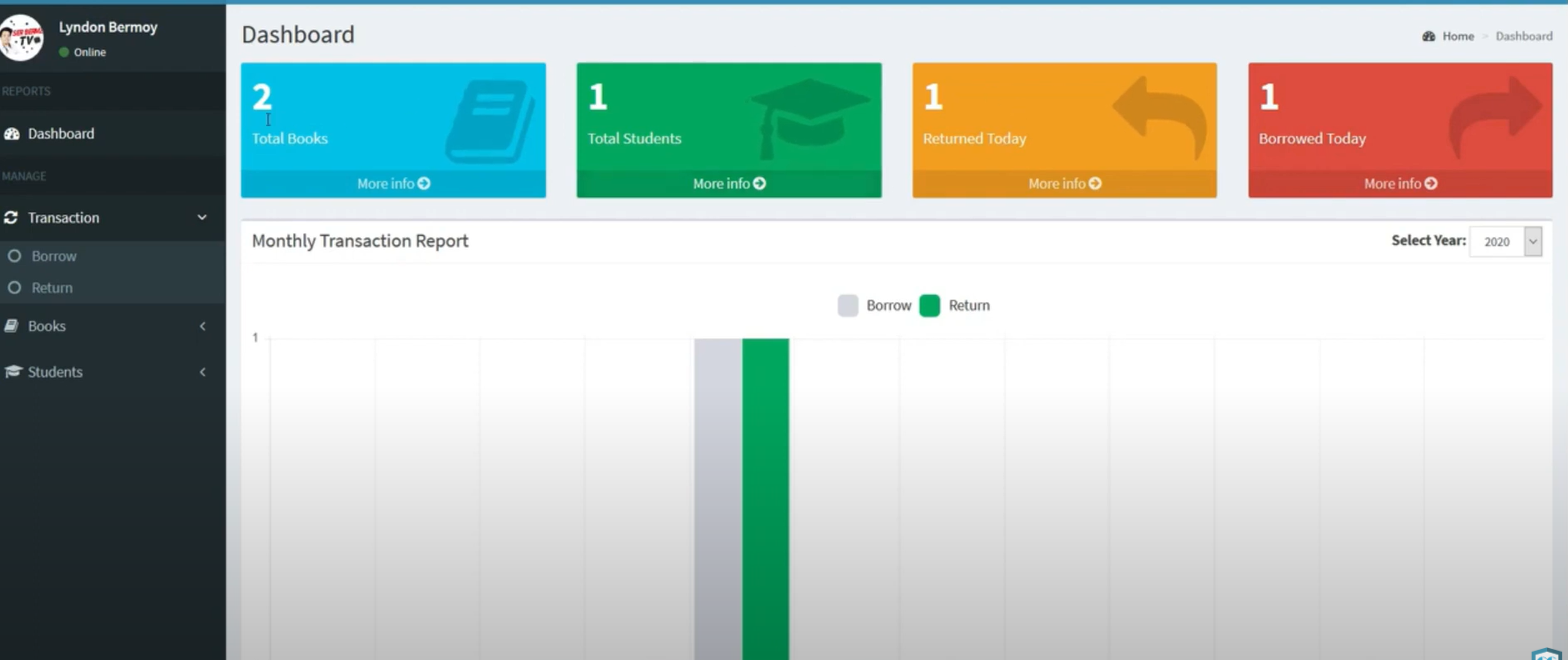 Lyndon Bermoy
Online
REPORTS
Dashboard
MANAGE
Transaction
Borrow
Return
Books
Students
Dashboard
Home > Dashboard
2
Total Books
More info
1
Total Students
More info
1
Returned Today
More info
1
Borrowed Today
More info
Monthly Transaction Report
Select Year: 2020
Borrow Return
1